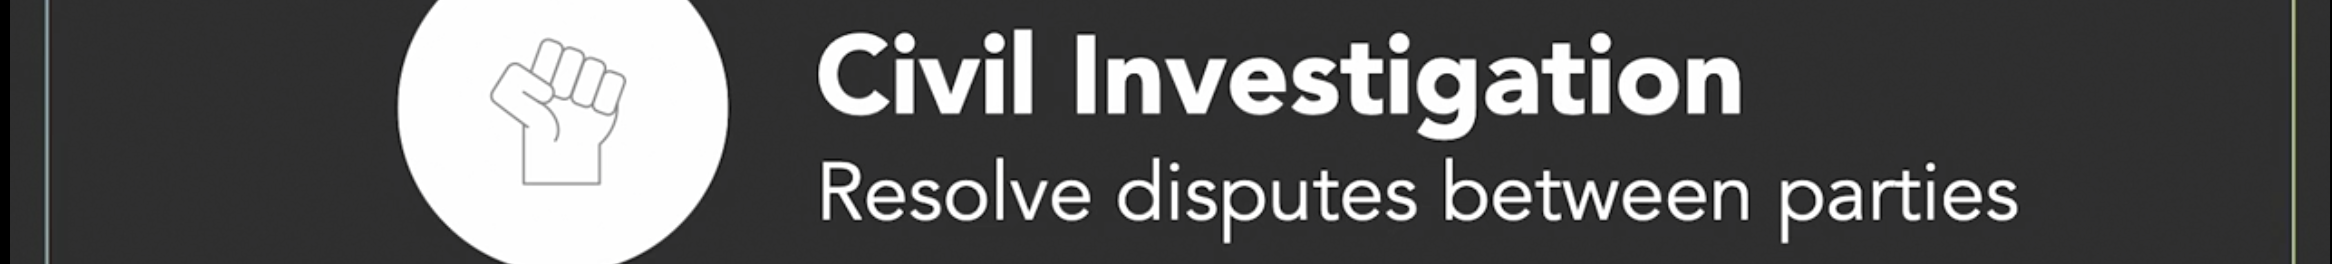 Civil Investigation
Resolve disputes between parties